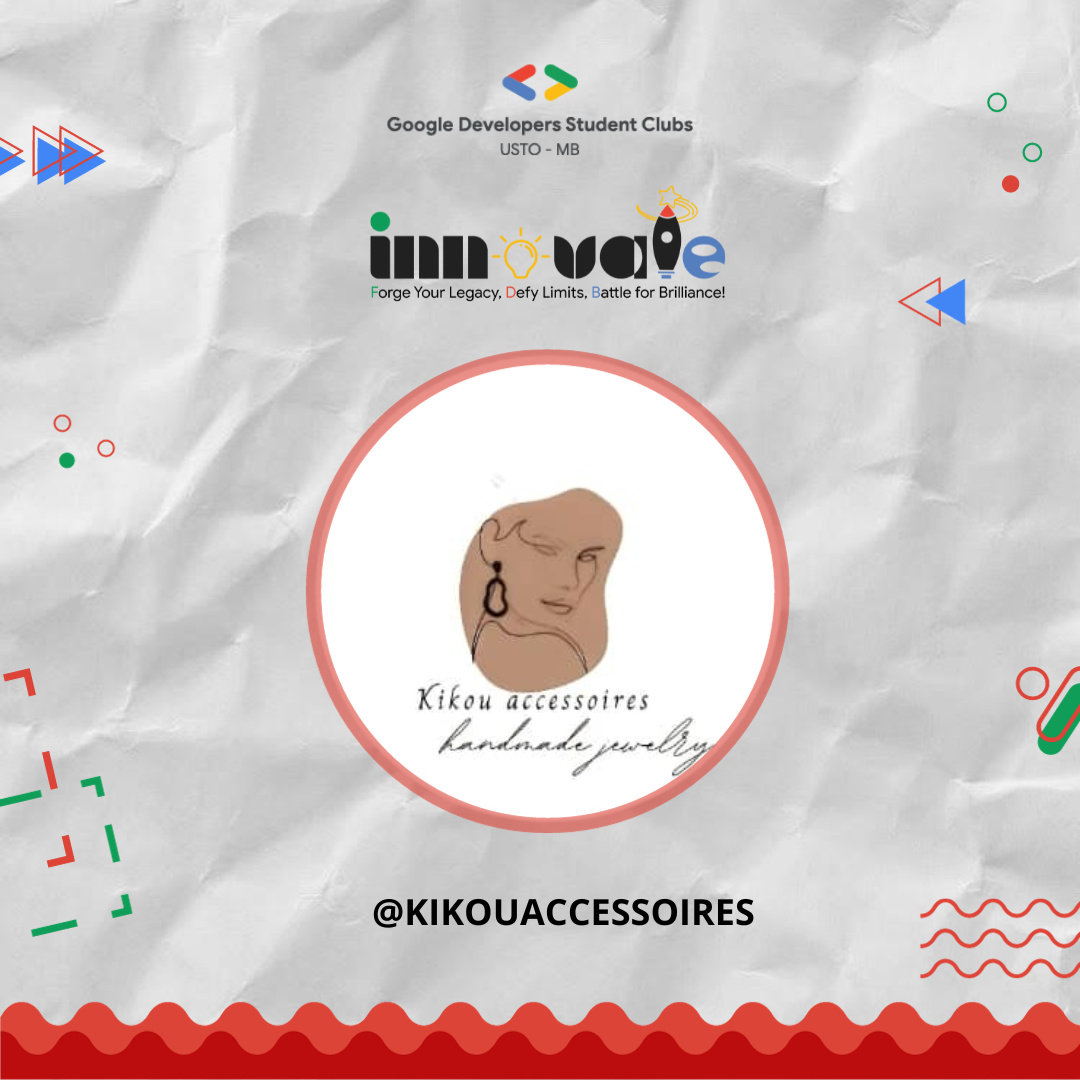 Google Developers Student Clubs
USTO - MB
innovate
Forge Your Legacy, Defy Limits, Battle for Brilliance!
Kikou accessoires
handmade jewelry
@KIKOUACCESSOIRES